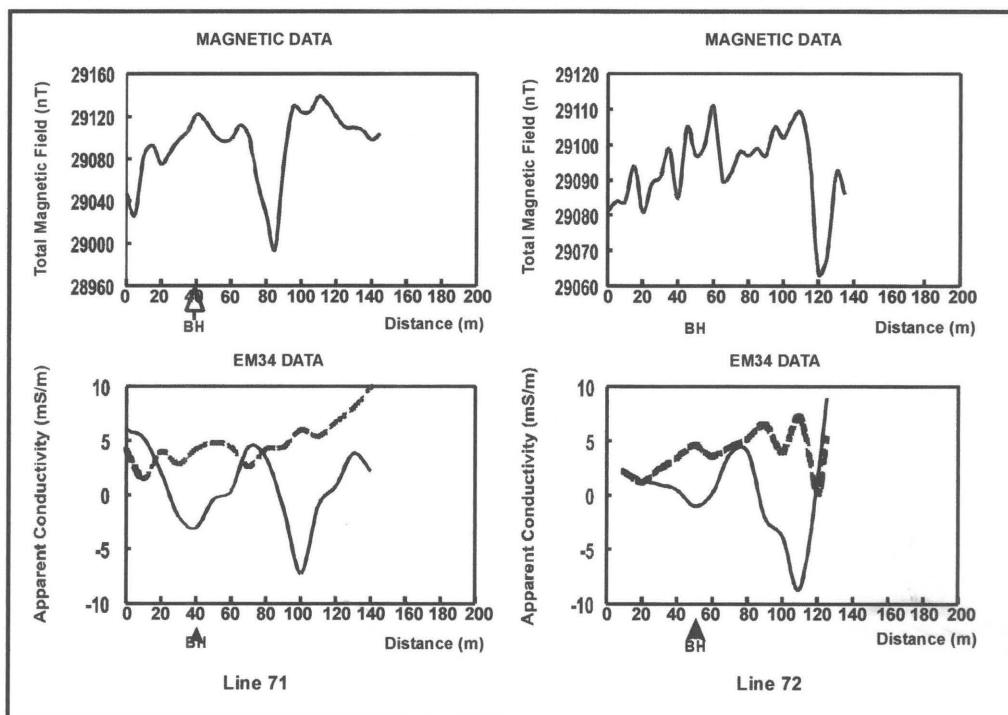 MAGNETIC DATA
Total Magnetic Field (nT)
29160
29120
29080
29040
29000
28960
0 20 40 60 80 100 120 140 160 180 200
BH
Distance (m)
MAGNETIC DATA
Total Magnetic Field (nT)
29120
29110
29100
29090
29080
29070
29060
0 20 40 60 80 100 120 140 160 180 200
BH
Distance (m)
EM34 DATA
Apparent Conductivity (mS/m)
10
5
0
-5
-10
0 20 40 60 80 100 120 140 160 180 200
BH
Distance (m)
Line 71
EM34 DATA
Apparent Conductivity (mS/m)
10
5
0
-5
-10
0 20 40 60 80 100 120 140 160 180 200
BH
Distance (m)
Line 72